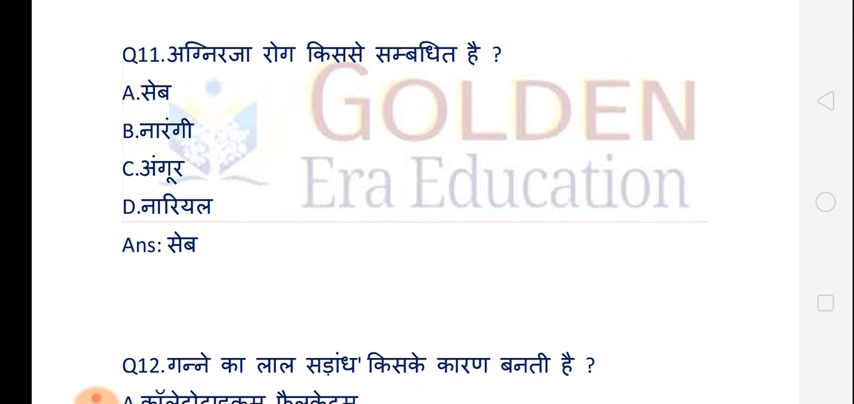 Q11.अग्निरजा रोग किससे सम्बधित है ?
A.सेब
B.नारंगी
C.अंगूर
D.नारियल
Ans: सेब
GOLDEN
Era Education
Q12.गन्ने का लाल सड़ांध' किसके कारण बनती है ?